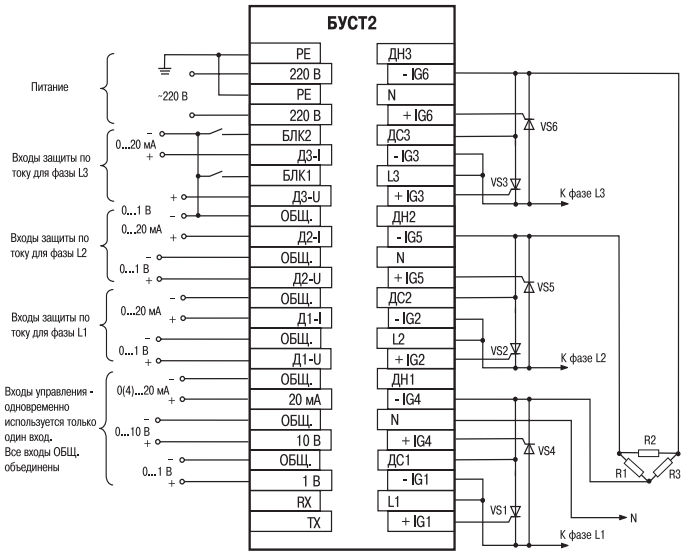 БУСТ2
Питание
~220 В
Входы защиты по
току для фазы L3
−
0...20 мА
+
+
0...1 В
−
Входы защиты по
току для фазы L2
0...20 мА
+
−
0...1 В
+
Входы защиты по
току для фазы L1
−
0...20 мА
+
−
0...1 В
+
Входы управления -
одновременно
используется только
один вход.
Все входы ОБЩ.
объединены
−
0(4)...20 мА
+
−
0...10 В
+
−
0...1 В
+
PE
220 В
PE
220 В
БЛК2
Д3-I
БЛК1
Д3-U
ОБЩ.
Д2-I
ОБЩ.
Д2-U
ОБЩ.
Д1-I
ОБЩ.
Д1-U
ОБЩ.
20 мА
ОБЩ.
10 В
ОБЩ.
1 В
RX
TX
ДН3
- IG6
N
+ IG6
ДС3
- IG3
L3
+ IG3
ДН2
- IG5
N
+ IG5
ДС2
- IG2
L2
+ IG2
ДН1
- IG4
N
+ IG4
ДС1
- IG1
L1
+ IG1
VS6
VS3
К фазе L3
VS5
VS2
К фазе L2
VS4
VS1
К фазе L1
R2
R1
R3
N